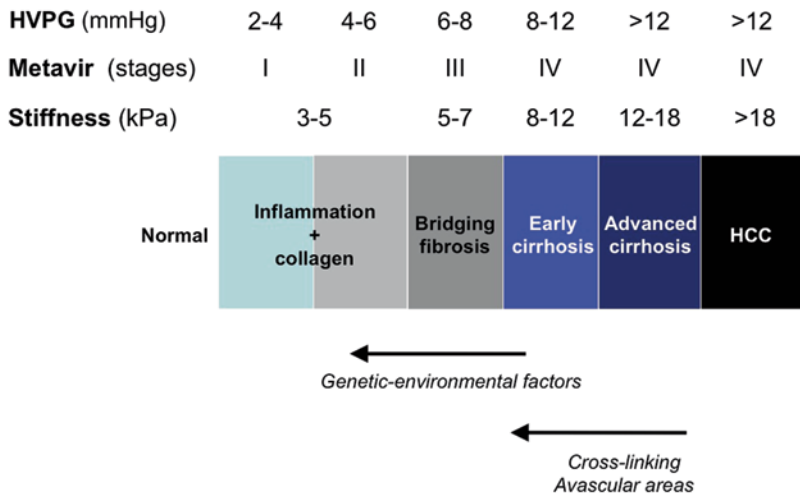 HVPG (mmHg) 2-4 4-6 6-8 8-12 >12 >12
Metavir (stages) I II III IV IV IV
Stiffness (kPa) 3-5 5-7 8-12 12-18 >18
Normal
Inflammation
+
collagen
Bridging
fibrosis
Early
cirrhosis
Advanced
cirrhosis
HCC
Genetic-environmental factors
Cross-linking
Avascular areas